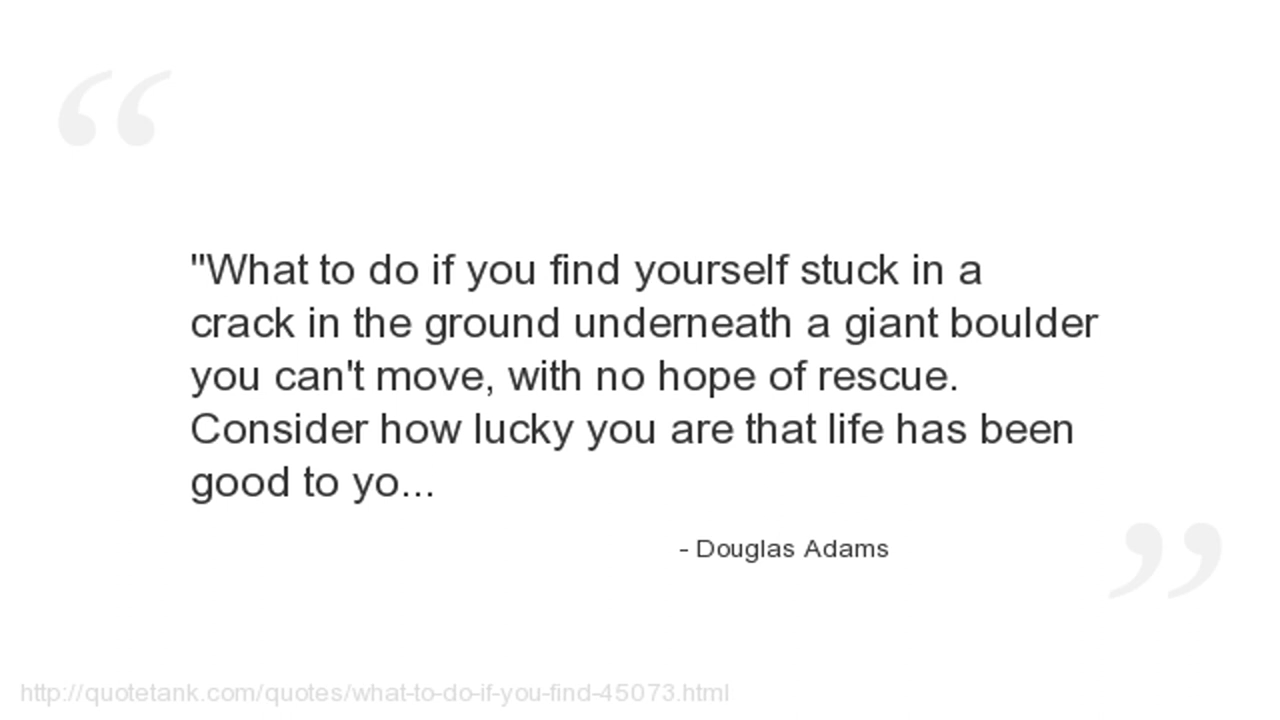 "What to do if you find yourself stuck in a
crack in the ground underneath a giant boulder
you can't move, with no hope of rescue.
Consider how lucky you are that life has been
good to yo...
- Douglas Adams
http://quotetank.com/quotes/what-to-do-if-you-find-45073.html